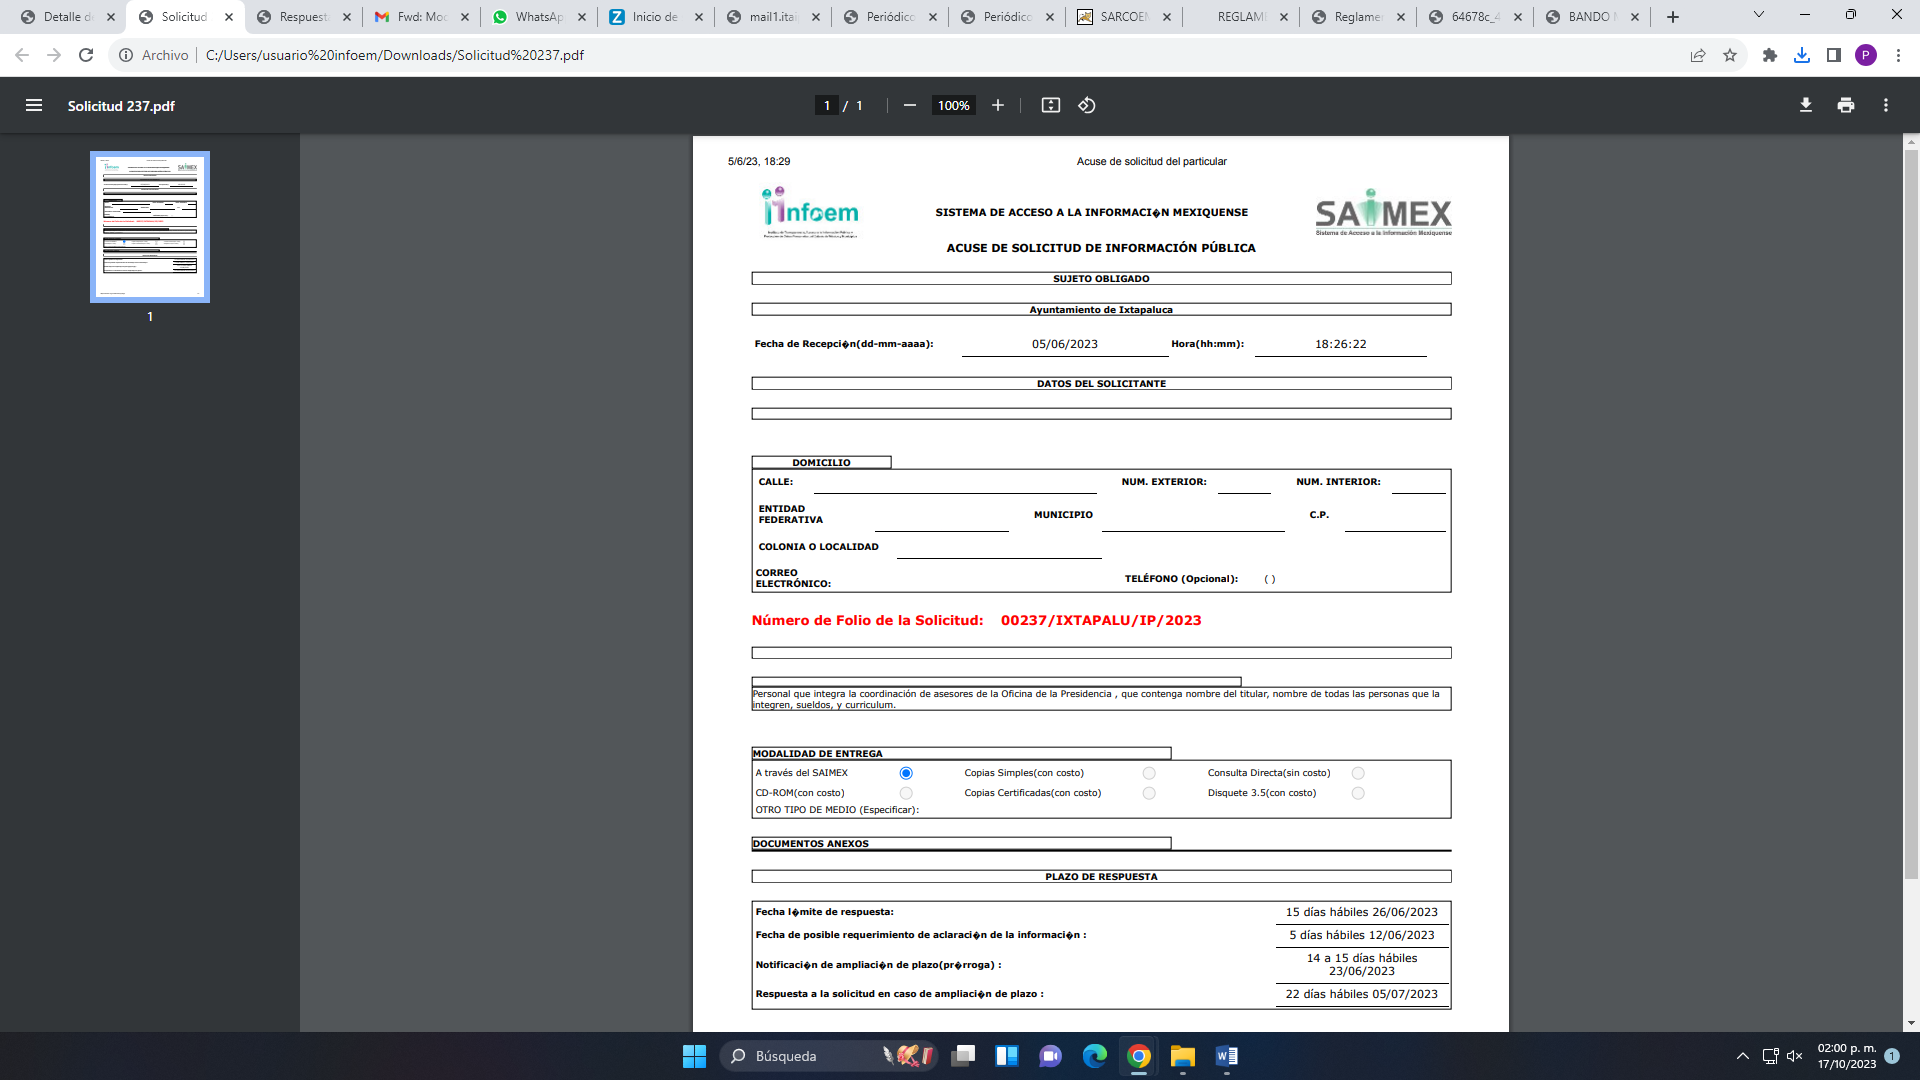 Detalle d
Solicitud
Respuest
Fwd: Moc
WhatsAp
Inicio de
mail1.itai
Periódico
Periódico
SARCOEM
REGLAMI
Reglame
64678c_4
BANDO
Archivo
C:/Users/usuario%20infoem/Downloads/Solicitud%20237.pdf
P
Solicitud 237.pdf
1 / 1
100%
1
5/6/23, 18:29
Acuse de solicitud del particular
infoem
SISTEMA DE ACCESO A LA INFORMACI�N MEXIQUENSE
SAIMEX
Sistema de Acceso a la Información Mexiquense
ACUSE DE SOLICITUD DE INFORMACIÓN PÚBLICA
SUJETO OBLIGADO
Ayuntamiento de Ixtapaluca
Fecha de Recepci�n(dd-mm-aaaa): 05/06/2023 Hora(hh:mm): 18:26:22
DATOS DEL SOLICITANTE
DOMICILIO
CALLE: NUM. EXTERIOR: NUM. INTERIOR:
ENTIDAD
FEDERATIVA MUNICIPIO C.P.
COLONIA O LOCALIDAD
CORREO
ELECTRÓNICO: TELÉFONO (Opcional): ( )
Número de Folio de la Solicitud: 00237/IXTAPALU/IP/2023
Personal que integra la coordinación de asesores de la Oficina de la Presidencia , que contenga nombre del titular, nombre de todas las personas que la
integren, sueldos, y curriculum.
MODALIDAD DE ENTREGA
A través del SAIMEX Copias Simples(con costo) Consulta Directa(sin costo)
CD-ROM(con costo) Copias Certificadas(con costo) Disquete 3.5(con costo)
OTRO TIPO DE MEDIO (Especificar):
DOCUMENTOS ANEXOS
PLAZO DE RESPUESTA
Fecha l�mite de respuesta: 15 días hábiles 26/06/2023
Fecha de posible requerimiento de aclaraci�n de la informaci�n : 5 días hábiles 12/06/2023
Notificaci�n de ampliaci�n de plazo(pr�rroga) : 14 a 15 días hábiles
23/06/2023
Respuesta a la solicitud en caso de ampliaci�n de plazo : 22 días hábiles 05/07/2023
Búsqueda
02:00 p. m.
17/10/2023
1